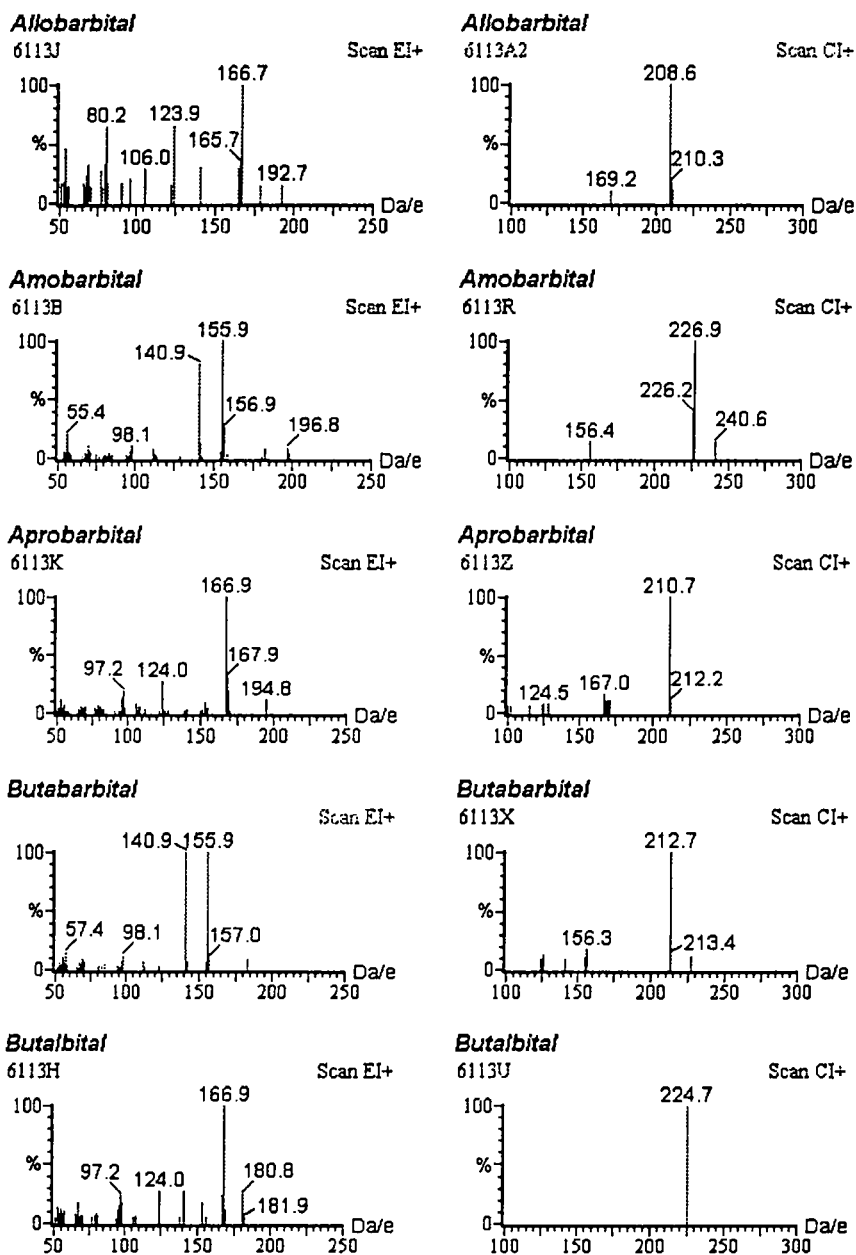 Allobarbital
6113J Scan EI+
100
%
0
80.2
106.0
123.9
165.7
166.7
192.7
50 100 150 200 250
Da/e
Allobarbital
6113A2 Scan CI+
100
%
0
169.2
208.6
210.3
100 150 200 250 300
Da/e
Amobarbital
6113B Scan EI+
100
%
0
55.4
98.1
140.9
155.9
156.9
196.8
50 100 150 200 250
Da/e
Amobarbital
6113R Scan CI+
100
%
0
156.4
226.2
226.9
240.6
100 150 200 250 300
Da/e
Aprobarbital
6113K Scan EI+
100
%
0
97.2
124.0
166.9
167.9
194.8
50 100 150 200 250
Da/e
Aprobarbital
6113Z Scan CI+
100
%
0
124.5
167.0
210.7
212.2
100 150 200 250 300
Da/e
Butabarbital
Scan EI+
100
%
0
57.4
98.1
140.9
155.9
157.0
50 100 150 200 250
Da/e
Butabarbital
6113X Scan CI+
100
%
0
156.3
212.7
213.4
100 150 200 250 300
Da/e
Butalbital
6113H Scan EI+
100
%
0
97.2
124.0
166.9
180.8
181.9
50 100 150 200 250
Da/e
Butalbital
6113U Scan CI+
100
%
0
224.7
100 150 200 250 300
Da/e